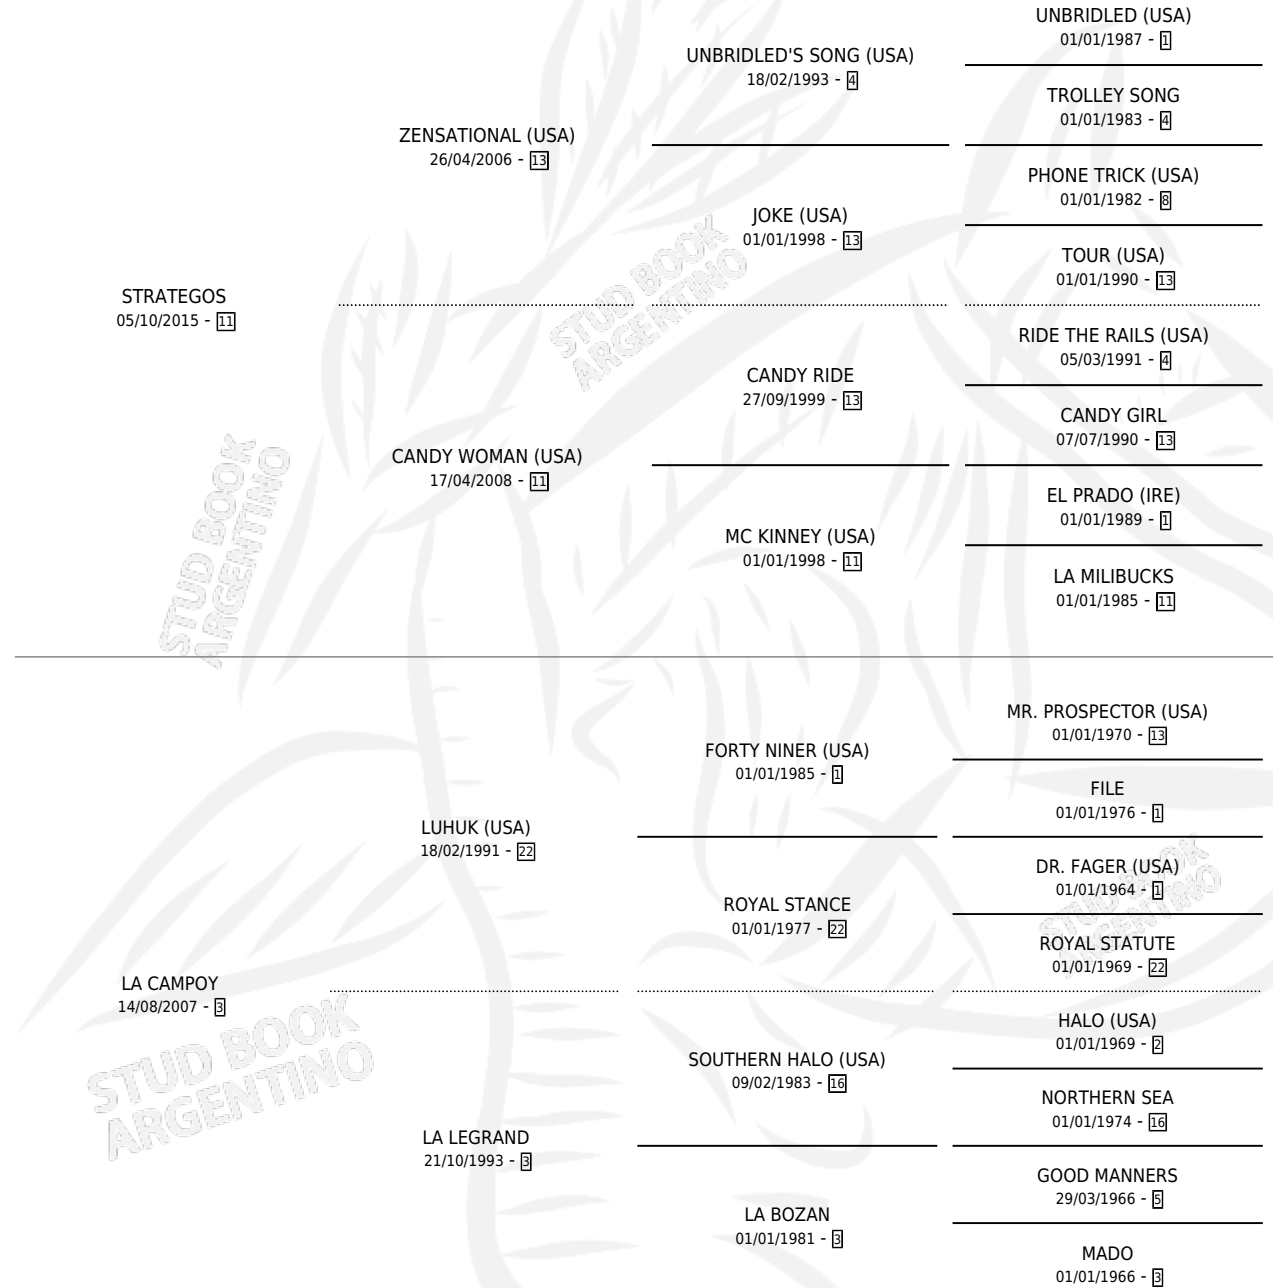 UNBRIDLED (USA)
01/01/1987 - 1
UNBRIDLED'S SONG (USA)
18/02/1993 - 4
TROLLEY SONG
01/01/1983 - 4
ZENSATIONAL (USA)
26/04/2006 - 13
PHONE TRICK (USA)
01/01/1982 - 8
JOKE (USA)
01/01/1998 - 13
TOUR (USA)
01/01/1990 - 13
STRATEGOS
05/10/2015 - 11
STUD BOOK
ARGENTINO
RIDE THE RAILS (USA)
05/03/1991 - 4
CANDY RIDE
27/09/1999 - 13
CANDY GIRL
07/07/1990 - 13
CANDY WOMAN (USA)
17/04/2008 - 11
EL PRADO (IRE)
01/01/1989 - 1
MC KINNEY (USA)
01/01/1998 - 11
LA MILIBUCKS
01/01/1985 - 11
STUD BOOK
ARGENTINO
MR. PROSPECTOR (USA)
01/01/1970 - 13
FORTY NINER (USA)
01/01/1985 - 1
FILE
01/01/1976 - 1
LUHUK (USA)
18/02/1991 - 22
DR. FAGER (USA)
01/01/1964 - 1
ROYAL STANCE
01/01/1977 - 22
STUD BOOK
ARGENTINO
ROYAL STATUTE
01/01/1969 - 22
LA CAMPOY
14/08/2007 - 3
HALO (USA)
01/01/1969 - 2
SOUTHERN HALO (USA)
09/02/1983 - 16
STUD BOOK
ARGENTINO
NORTHERN SEA
01/01/1974 - 16
LA LEGRAND
21/10/1993 - 3
GOOD MANNERS
29/03/1966 - 5
LA BOZAN
01/01/1981 - 3
MADO
01/01/1966 - 3